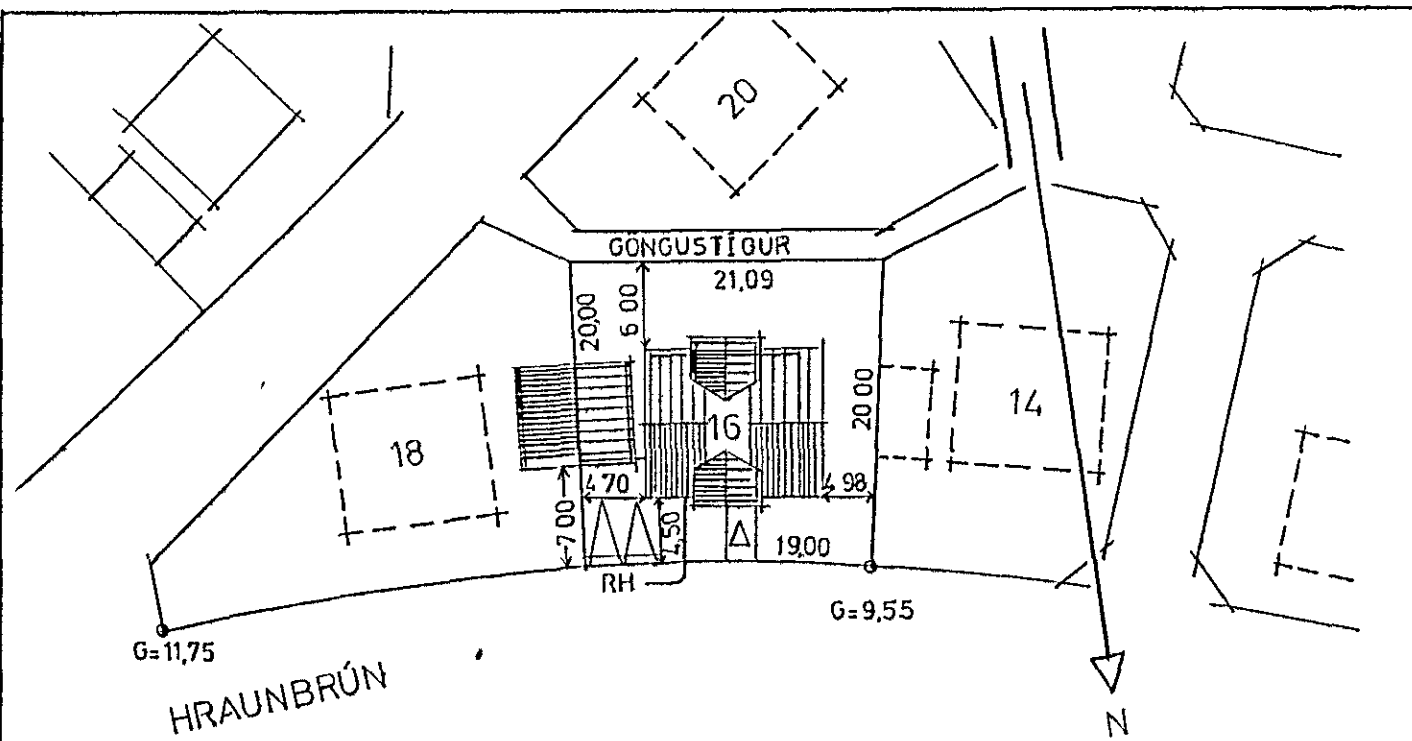 20
GÖNGUSTÍGUR
21,09
20,00
6 00
18
16
20 00
14
4 70
4 98
7 00
4,50
19,00
RH
G=9,55
G=11,75
HRAUNBRÚN
N